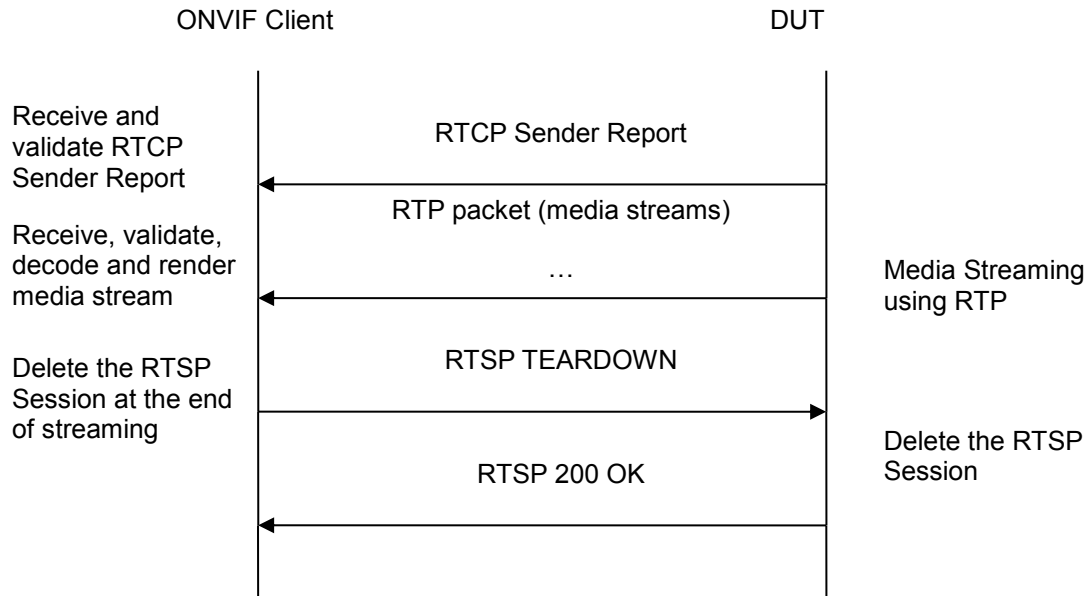 ONVIF Client
DUT
Receive and
validate RTCP
Sender Report
RTCP Sender Report
RTP packet (media streams)
Receive, validate,
decode and render
media stream
…
Media Streaming
using RTP
RTSP TEARDOWN
Delete the RTSP
Session at the end
of streaming
Delete the RTSP
Session
RTSP 200 OK